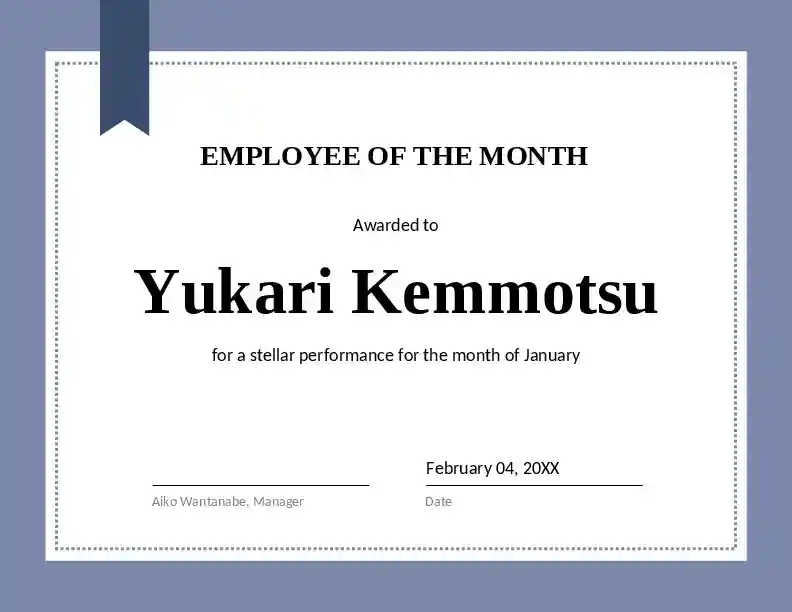 EMPLOYEE OF THE MONTH
Awarded to
Yukari Kemmotsu
for a stellar performance for the month of January
February 04, 20XX
Aiko Wantanabe, Manager
Date